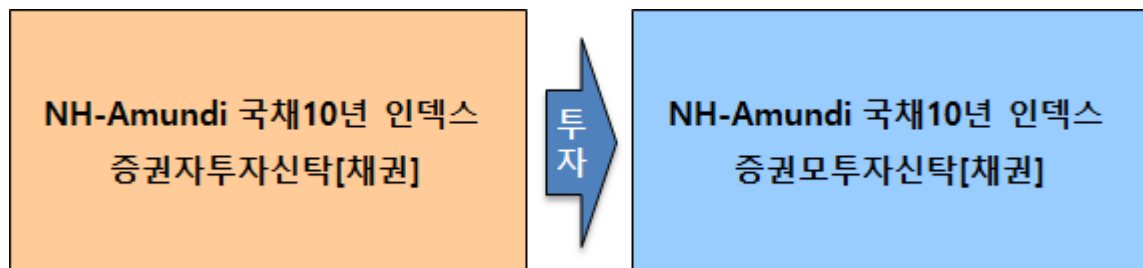 NH-Amundi 국채10년 인덱스
증권자투자신탁[채권]
투
자
NH-Amundi 국채10년 인덱스
증권모투자신탁[채권]